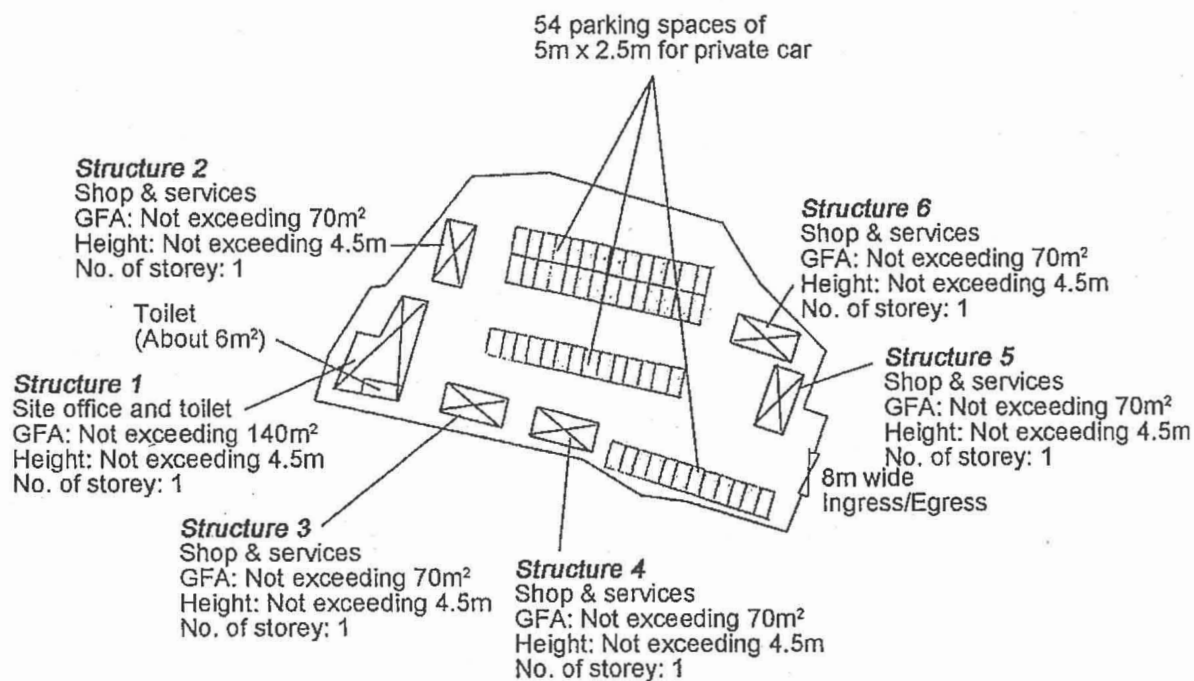 54 parking spaces of
5m x 2.5m for private car
Structure 2
Shop & services
GFA: Not exceeding 70m²
Height: Not exceeding 4.5m
No. of storey: 1
Toilet
(About 6m²)
Structure 1
Site office and toilet
GFA: Not exceeding 140m²
Height: Not exceeding 4.5m
No. of storey: 1
Structure 3
Shop & services
GFA: Not exceeding 70m²
Height: Not exceeding 4.5m
No. of storey: 1
Structure 4
Shop & services
GFA: Not exceeding 70m²
Height: Not exceeding 4.5m
No. of storey: 1
Structure 6
Shop & services
GFA: Not exceeding 70m²
Height: Not exceeding 4.5m
No. of storey: 1
Structure 5
Shop & services
GFA: Not exceeding 70m²
Height: Not exceeding 4.5m
No. of storey: 1
8m wide
Ingress/Egress